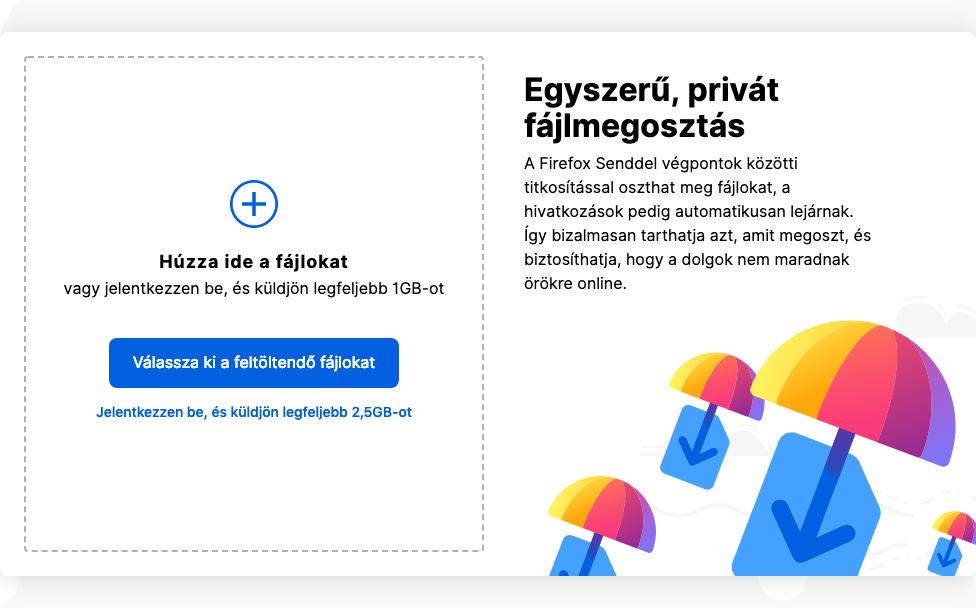 Húzza ide a fájlokat
vagy jelentkezzen be, és küldjön legfeljebb 1GB-ot
Válassza ki a feltöltendő fájlokat
Jelentkezzen be, és küldjön legfeljebb 2,5GB-ot
Egyszerű, privát
fájlmegosztás
A Firefox Senddel végpontok közötti
titkosítással oszthat meg fájlokat, a
hivatkozások pedig automatikusan lejárnak.
Így bizalmasan tarthatja azt, amit megoszt, és
biztosíthatja, hogy a dolgok nem maradnak
örökre online.